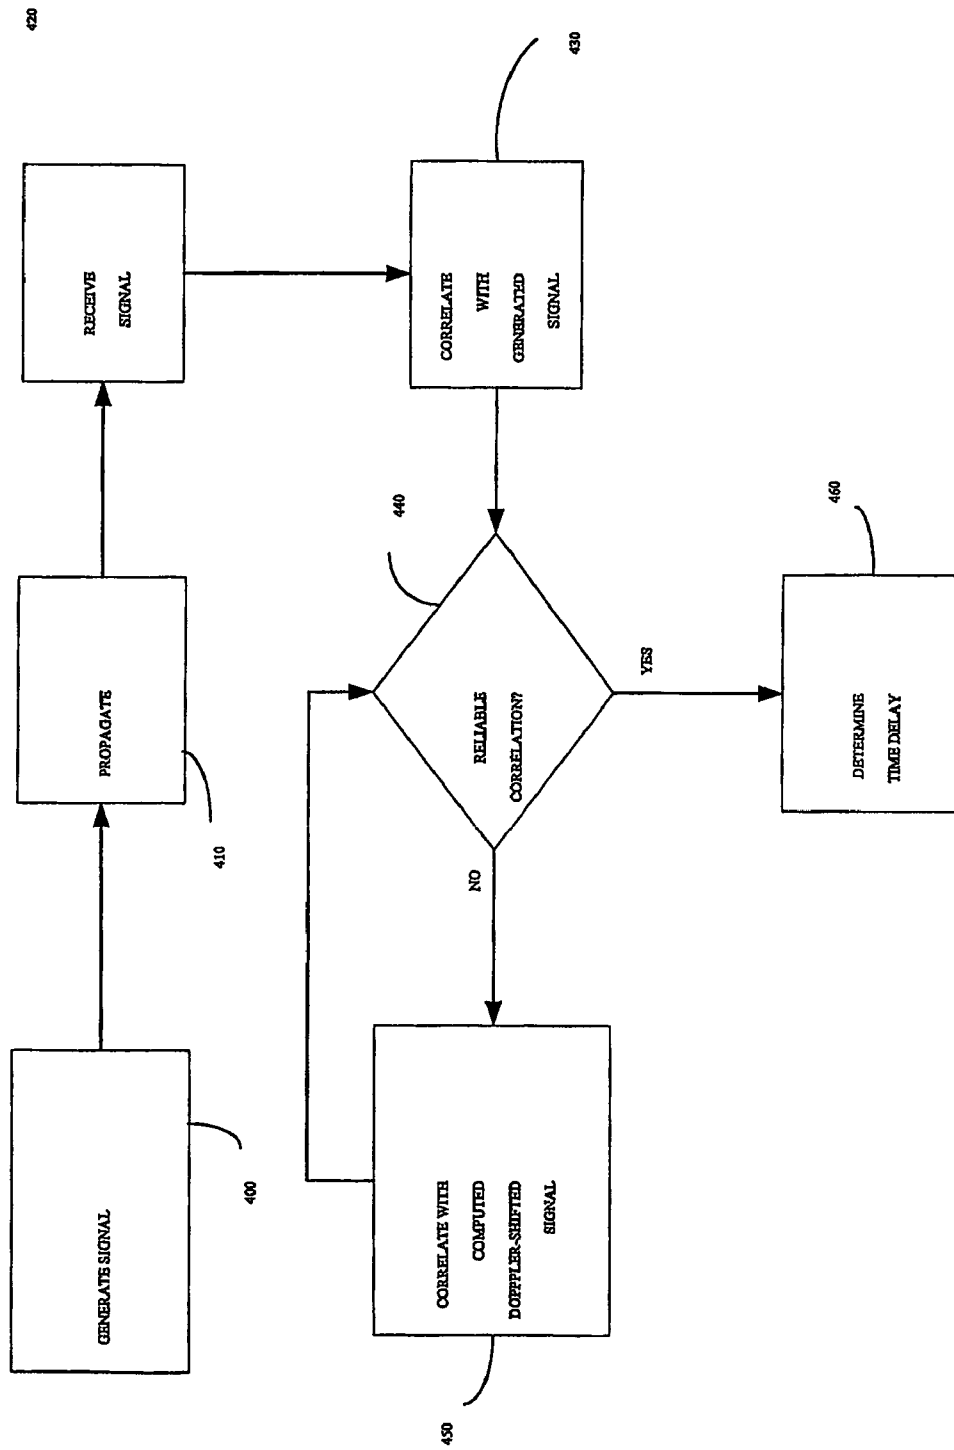 GENERATE SIGNAL
400
PROPAGATE
410
RECEIVE
SIGNAL
420
CORRELATE
WITH
GENERATED
SIGNAL
430
RELIABLE
CORRELATION?
440
NO
YES
CORRELATE WITH
COMPUTED
DOPPPLER-SHIFTED
SIGNAL
450
DETERMINE
TIME DELAY
460